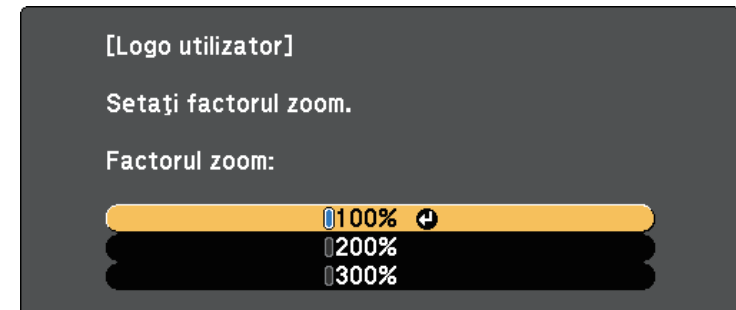 [Logo utilizator]
Setaţi factorul zoom.
Factorul zoom:
100%
200%
300%